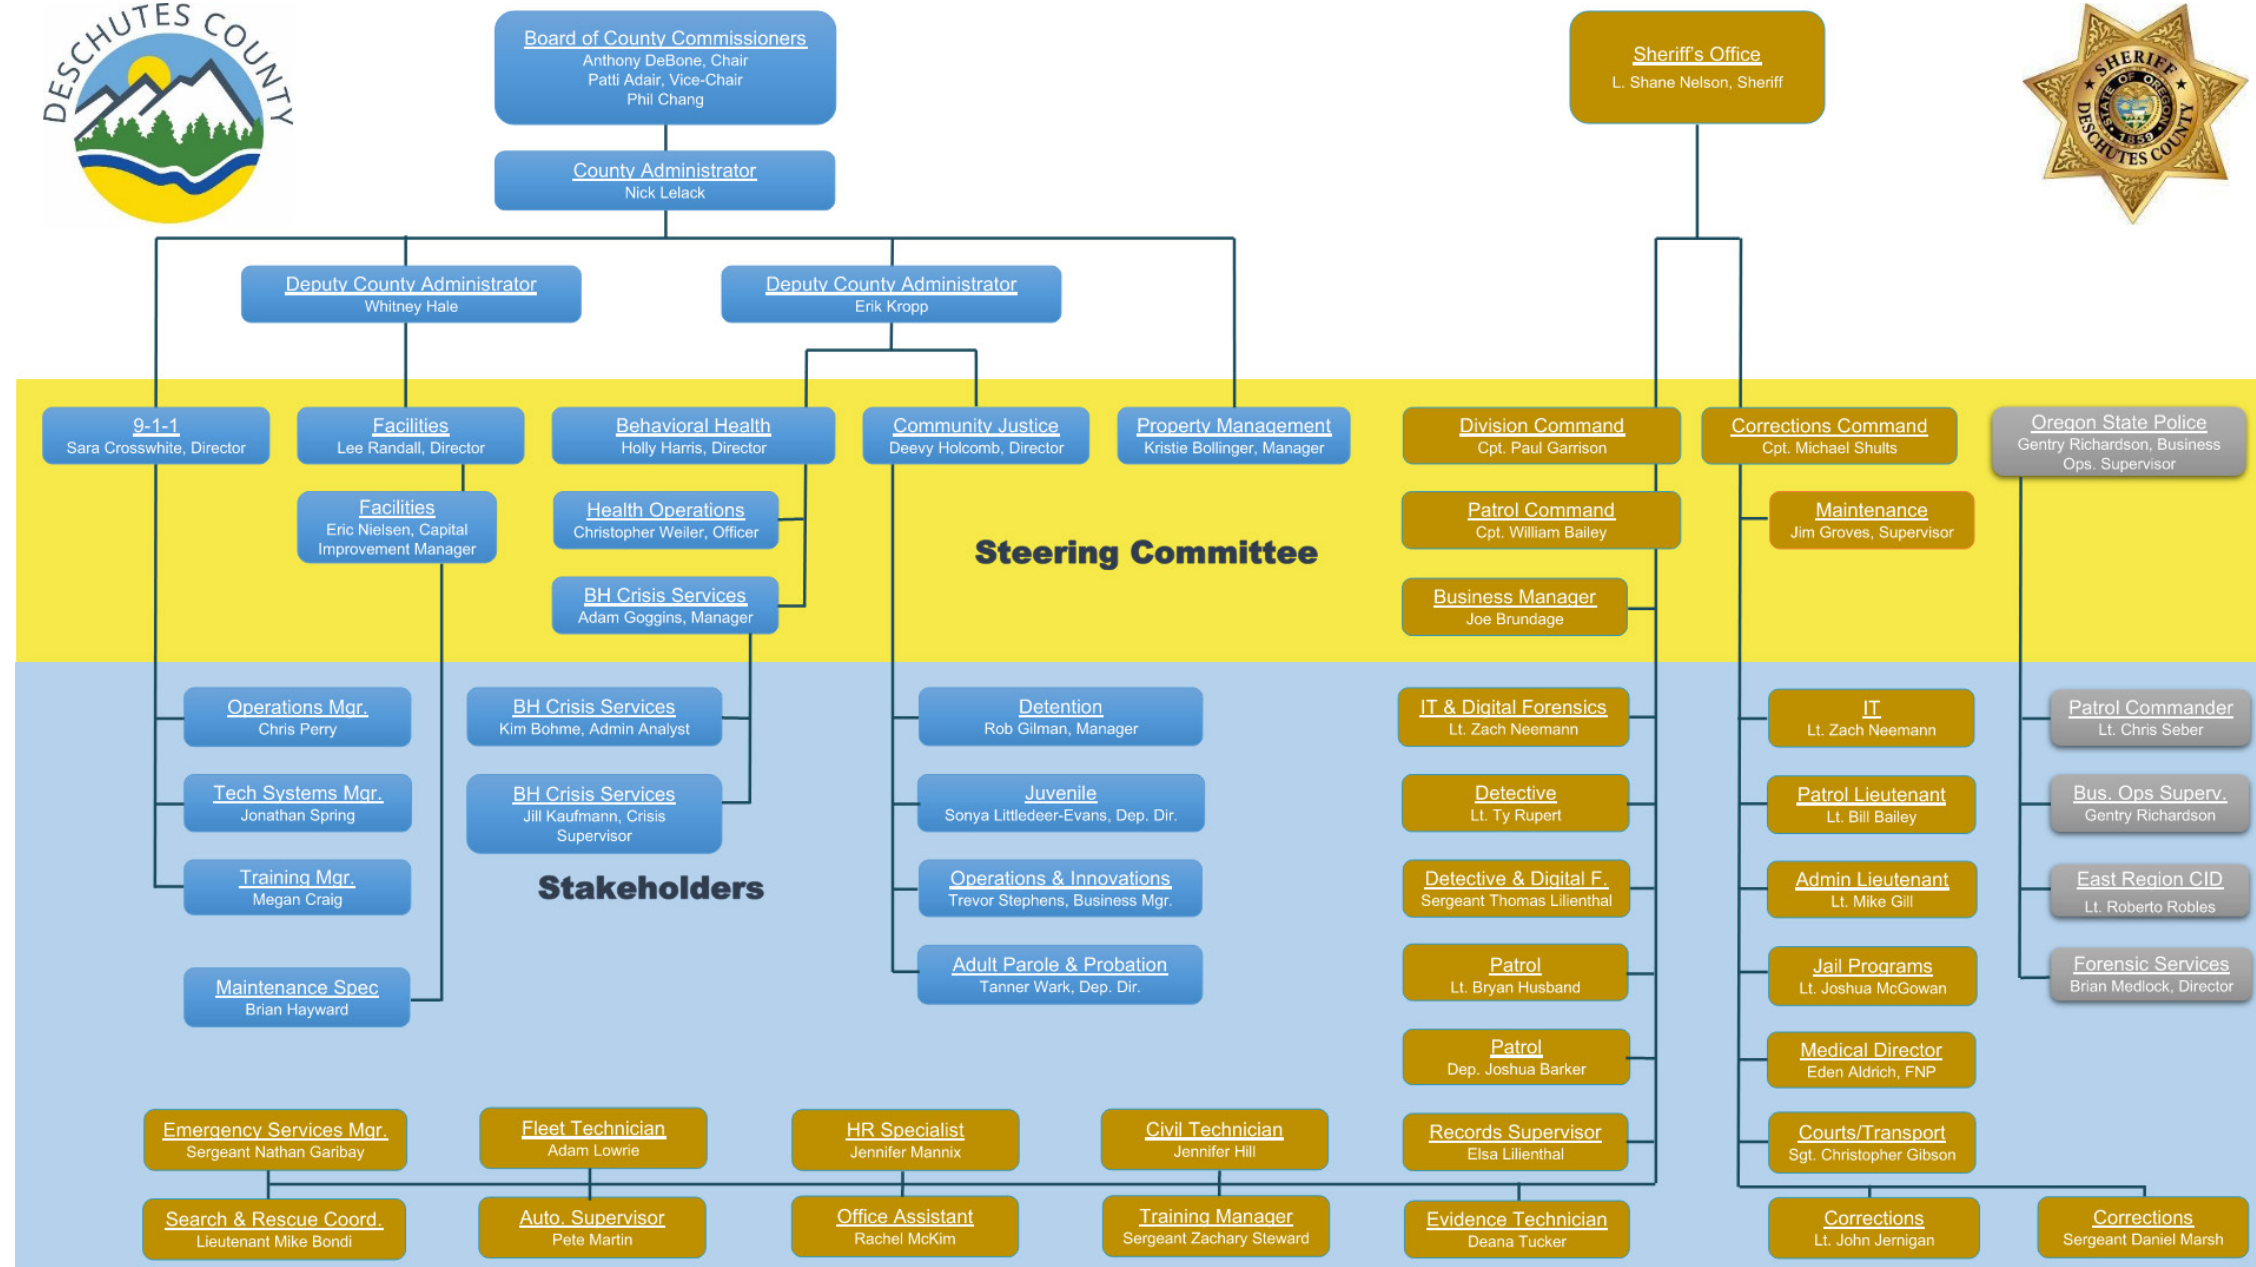 DESCHUTES COUNTY
Board of County Commissioners
Anthony DeBone, Chair
Patti Adair, Vice-Chair
Phil Chang
Sheriff's Office
L. Shane Nelson, Sheriff
SHERIFF
STATE OF OREGON
1859
DESCHUTES COUNTY
County Administrator
Nick Lelack
Deputy County Administrator
Whitney Hale
Deputy County Administrator
Erik Kropp
9-1-1
Sara Crosswhite, Director
Facilities
Lee Randall, Director
Behavioral Health
Holly Harris, Director
Community Justice
Deevy Holcomb, Director
Property Management
Kristie Bollinger, Manager
Division Command
Cpt. Paul Garrison
Corrections Command
Cpt. Michael Shults
Oregon State Police
Gentry Richardson, Business
Ops. Supervisor
Facilities
Eric Nielsen, Capital
Improvement Manager
Health Operations
Christopher Weiler, Officer
Patrol Command
Cpt. William Bailey
Maintenance
Jim Groves, Supervisor
Steering Committee
BH Crisis Services
Adam Goggins, Manager
Business Manager
Joe Brundage
Operations Mgr.
Chris Perry
BH Crisis Services
Kim Bohme, Admin Analyst
Detention
Rob Gilman, Manager
IT & Digital Forensics
Lt. Zach Neemann
IT
Lt. Zach Neemann
Patrol Commander
Lt. Chris Seber
Tech Systems Mgr.
Jonathan Spring
BH Crisis Services
Jill Kaufmann, Crisis
Supervisor
Juvenile
Sonya Littledeer-Evans, Dep. Dir.
Detective
Lt. Ty Rupert
Patrol Lieutenant
Lt. Bill Bailey
Bus. Ops Superv.
Gentry Richardson
Training Mgr.
Megan Craig
Stakeholders
Operations & Innovations
Trevor Stephens, Business Mgr.
Detective & Digital F.
Sergeant Thomas Lilienthal
Admin Lieutenant
Lt. Mike Gill
East Region CID
Lt. Roberto Robles
Maintenance Spec
Brian Hayward
Adult Parole & Probation
Tanner Wark, Dep. Dir.
Patrol
Lt. Bryan Husband
Jail Programs
Lt. Joshua McGowan
Forensic Services
Brian Medlock, Director
Patrol
Dep. Joshua Barker
Medical Director
Eden Aldrich, FNP
Emergency Services Mgr.
Sergeant Nathan Garibay
Fleet Technician
Adam Lowrie
HR Specialist
Jennifer Mannix
Civil Technician
Jennifer Hill
Records Supervisor
Elsa Lilienthal
Courts/Transport
Sgt. Christopher Gibson
Search & Rescue Coord.
Lieutenant Mike Bondi
Auto. Supervisor
Pete Martin
Office Assistant
Rachel McKim
Training Manager
Sergeant Zachary Steward
Evidence Technician
Deana Tucker
Corrections
Lt. John Jernigan
Corrections
Sergeant Daniel Marsh